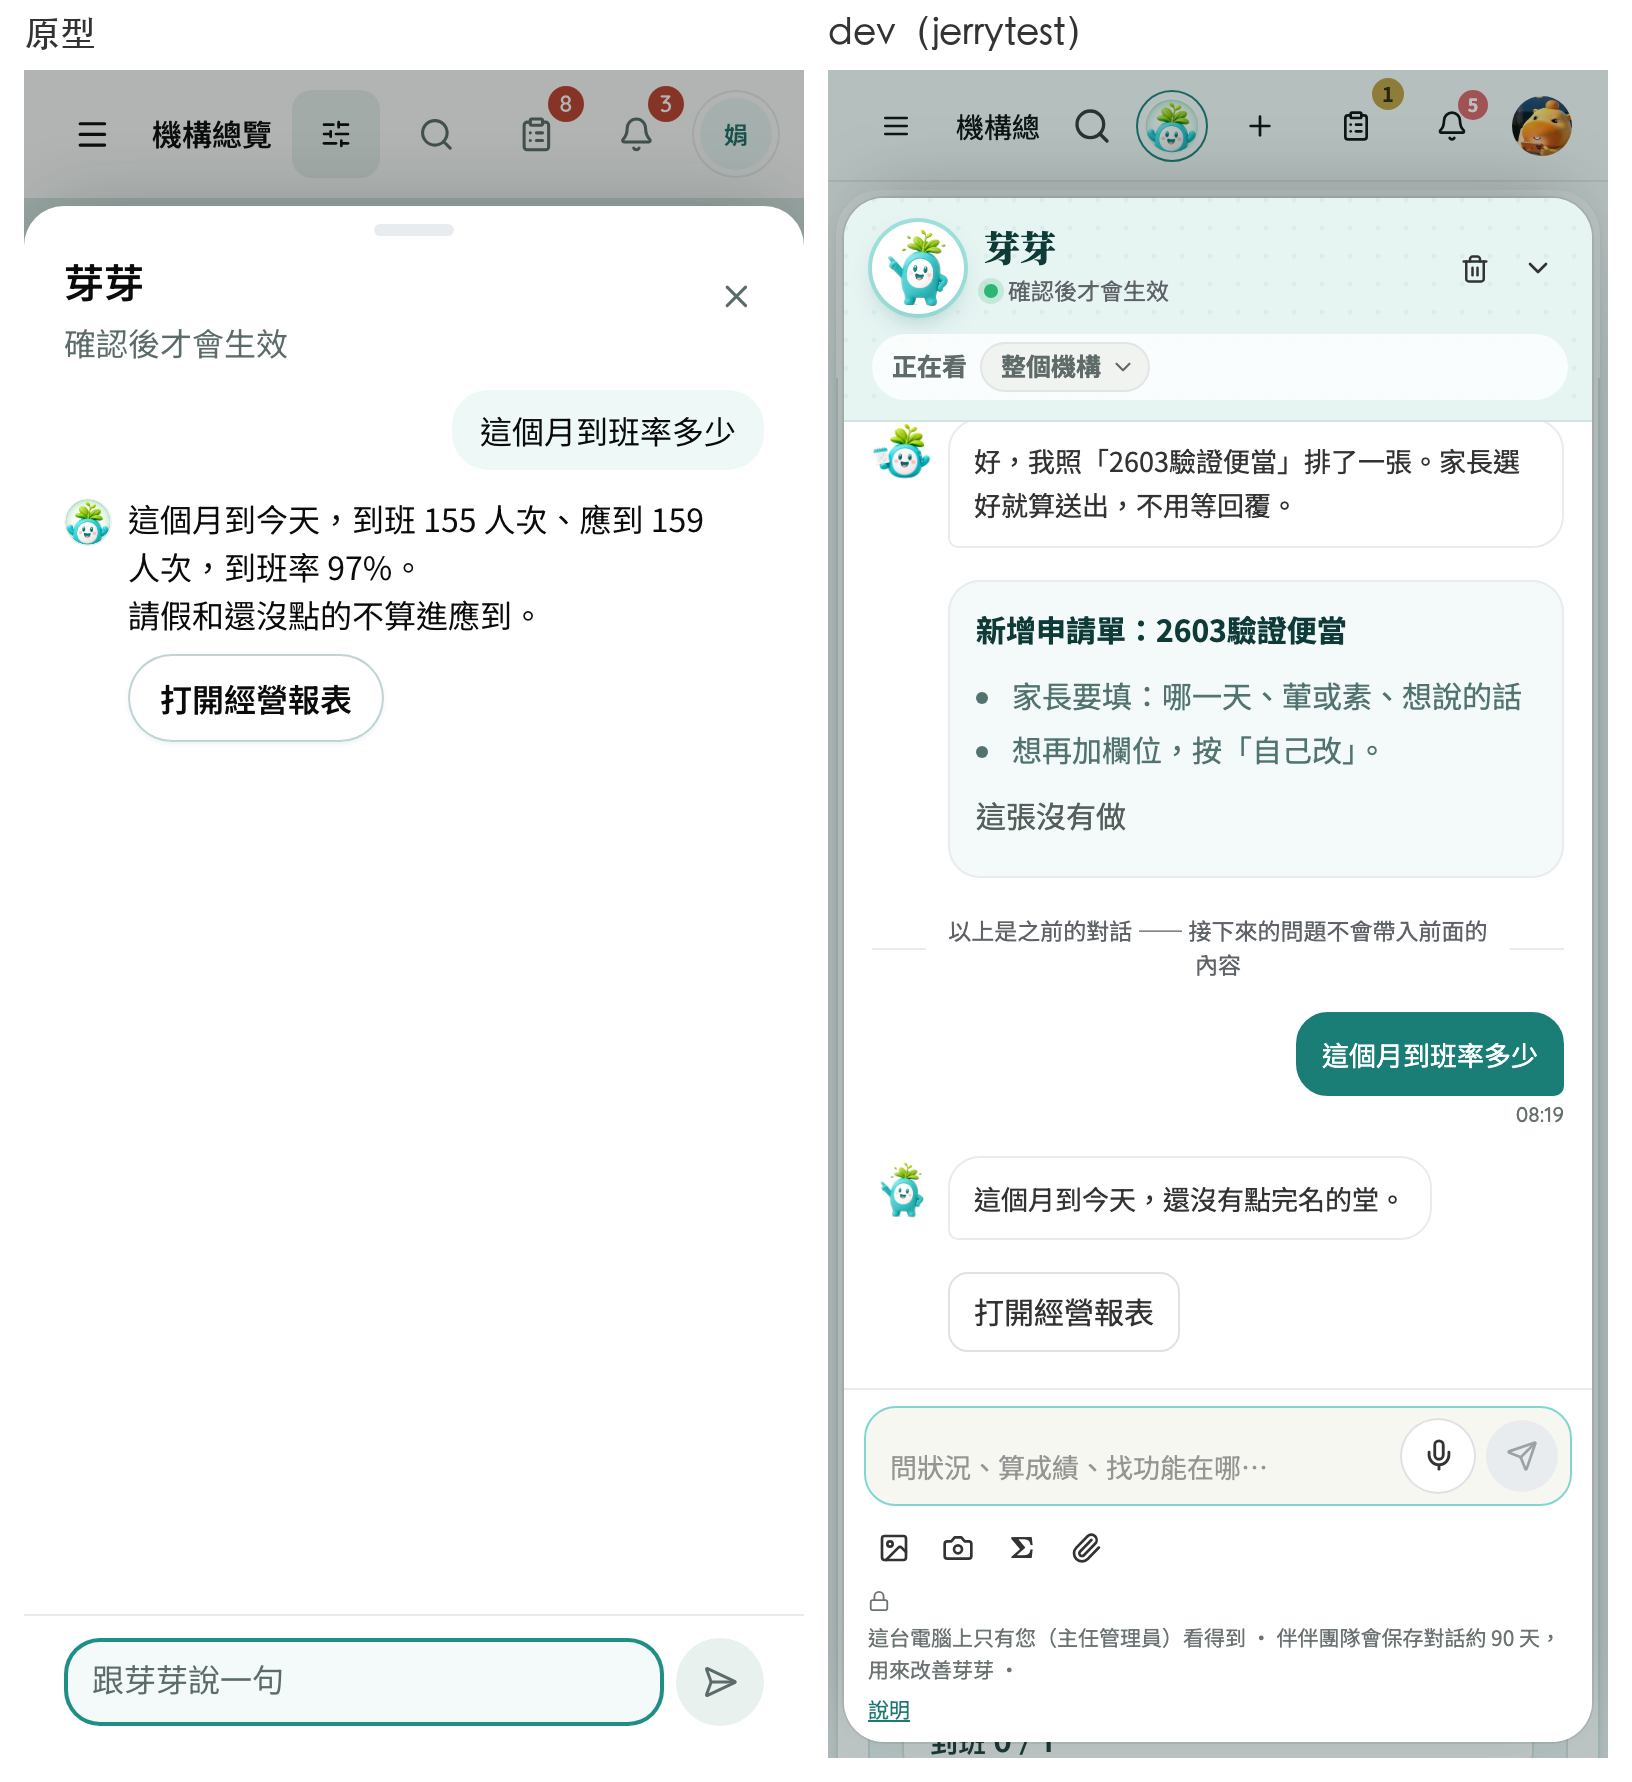 原型
機構總覽
8
3
娟
芽芽
確認後才會生效
這個月到班率多少
這個月到今天，到班 155 人次、應到 159
人次，到班率 97%。
請假和還沒點的不算進應到。
打開經營報表
跟芽芽說一句
dev（jerrytest）
機構總
1
5
芽芽
確認後才會生效
正在看 整個機構
好，我照「2603驗證便當」排了一張。家長選
好就算送出，不用等回覆。
新增申請單：2603驗證便當
• 家長要填：哪一天、葷或素、想說的話
• 想再加欄位，按「自己改」。
這張沒有做
以上是之前的對話 —— 接下來的問題不會帶入前面的
內容
這個月到班率多少
08:19
這個月到今天，還沒有點完名的堂。
打開經營報表
問狀況、算成績、找功能在哪…
Σ
這台電腦上只有您（主任管理員）看得到 · 伴伴團隊會保存對話約 90 天，
用來改善芽芽 ·
說明
到班 0 / 1